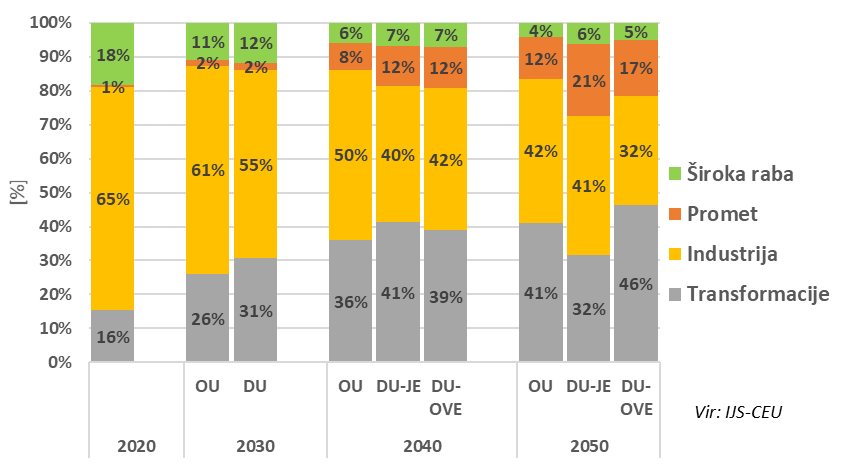 100%
90%
80%
70%
60%
50%
40%
30%
20%
10%
0%
[%]
18% 11% 12% 6% 7% 7% 4% 6% 5%
1% 2% 2% 8% 12% 12% 12% 21% 17%
65% 61% 55% 50% 40% 42% 42% 41% 32%
16% 26% 31% 36% 41% 39% 41% 32% 46%
OU DU OU DU-JE DU-OVE OU DU-JE DU-OVE
2020 2030 2040 2050
Široka raba
Promet
Industrija
Transformacije
Vir: IJS-CEU